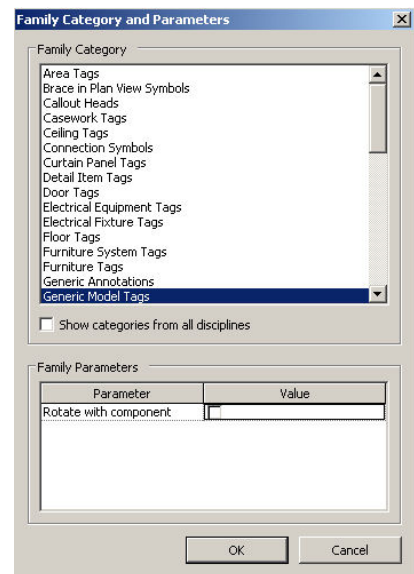 Family Category and Parameters
Family Category
Area Tags
Brace in Plan View Symbols
Callout Heads
Casework Tags
Ceiling Tags
Connection Symbols
Curtain Panel Tags
Detail Item Tags
Door Tags
Electrical Equipment Tags
Electrical Fixture Tags
Floor Tags
Furniture System Tags
Furniture Tags
Generic Annotations
Generic Model Tags
Show categories from all disciplines
Family Parameters
Parameter Value
Rotate with component
OK Cancel